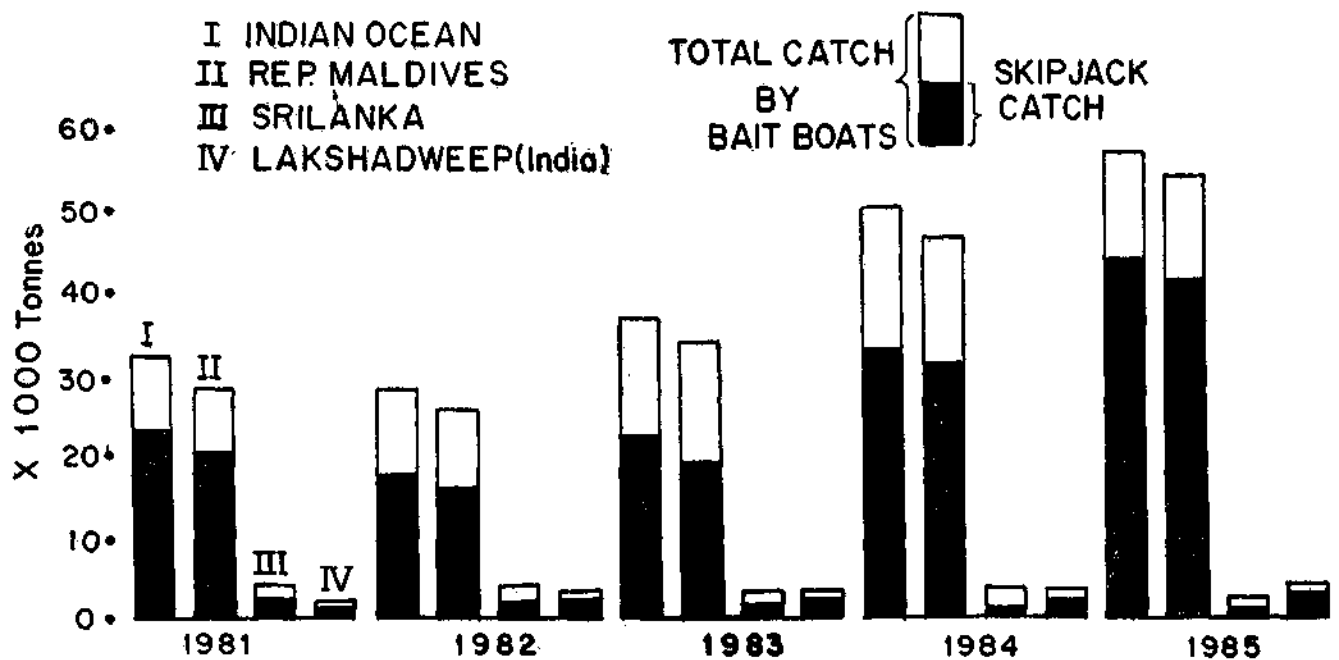 I INDIAN OCEAN
II REP. MALDIVES
III SRILANKA
IV LAKSHADWEEP(India)
TOTAL CATCH
BY
BAIT BOATS
SKIPJACK
CATCH
X 1000 Tonnes
60
50
40
30
20
10
0
I
II
III
IV
1981
1982
1983
1984
1985